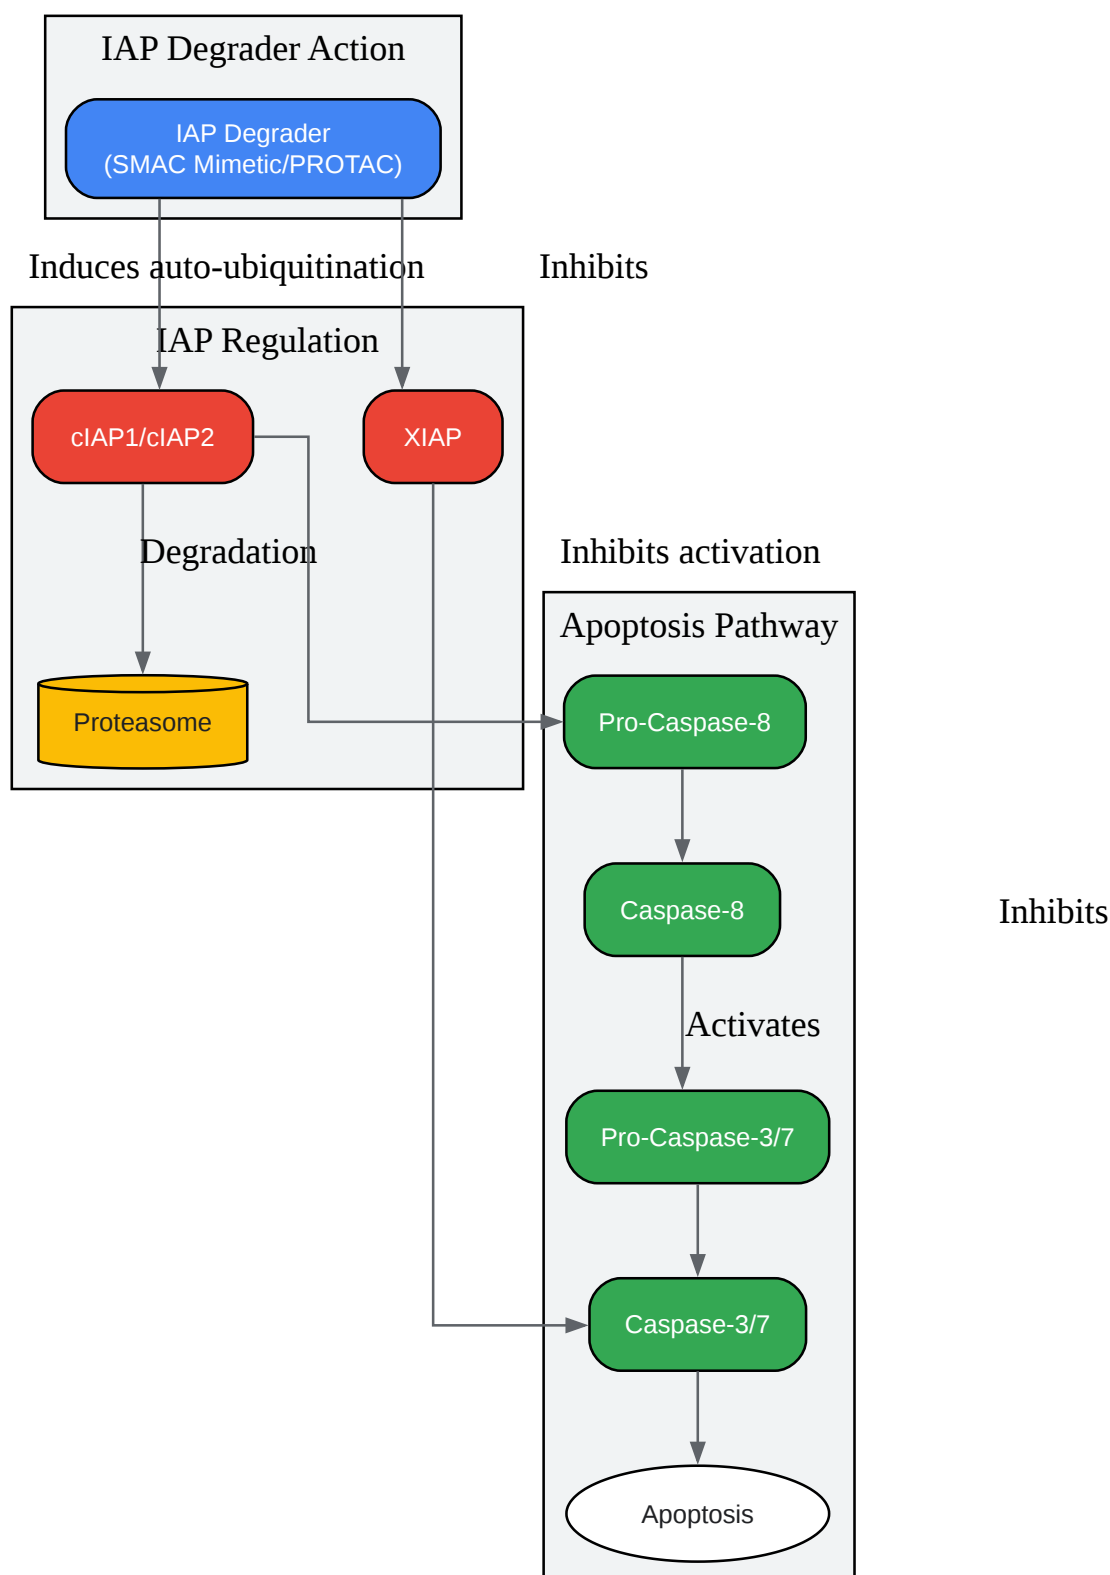 IAP Degrader Action
IAP Degrader
(SMAC Mimetic/PROTAC)
Induces auto-ubiquitination
Inhibits
IAP Regulation
cIAP1/cIAP2
XIAP
Degradation
Inhibits activation
Apoptosis Pathway
Proteasome
Pro-Caspase-8
Caspase-8
Inhibits
Activates
Pro-Caspase-3/7
Caspase-3/7
Apoptosis